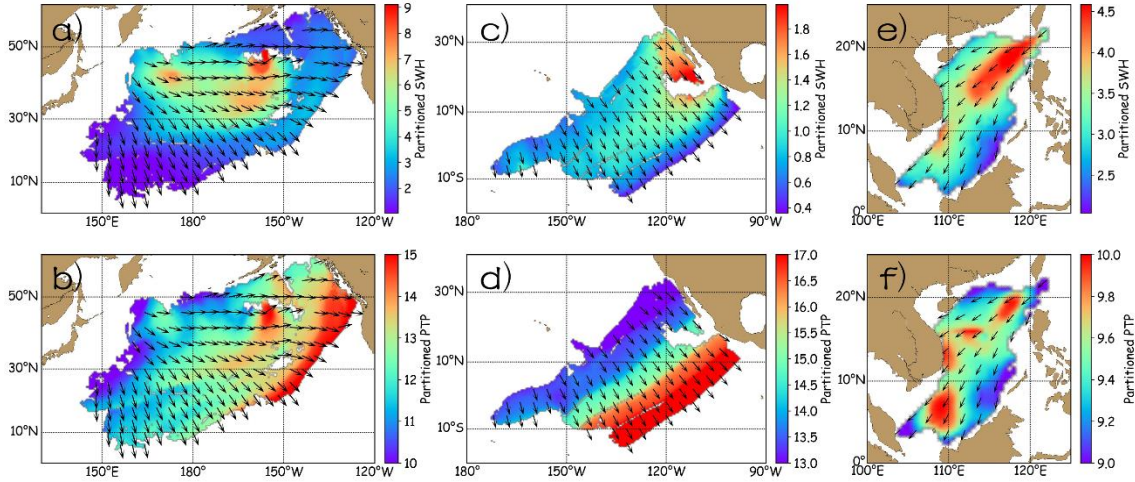 a)
50°N
30°N
10°N
150°E
180°
150°W
120°W
9
8
7
6
5
4
3
2
Partitioned SWH
c)
30°N
10°N
10°S
170°
150°W
120°W
90°W
1.8
1.6
1.4
1.2
1.0
0.8
0.6
0.4
Partitioned SWH
e)
20°N
10°N
0°
100°E
110°E
120°E
4.5
4.0
3.5
3.0
2.5
Partitioned SWH
b)
50°N
30°N
10°N
150°E
180°
150°W
120°W
15
14
13
12
11
10
Partitioned PTP
d)
30°N
10°N
10°S
170°
150°W
120°W
90°W
17.0
16.5
16.0
15.5
15.0
14.5
14.0
13.5
13.0
Partitioned PTP
f)
20°N
10°N
0°
100°E
110°E
120°E
10.0
9.8
9.6
9.4
9.2
9.0
Partitioned PTP